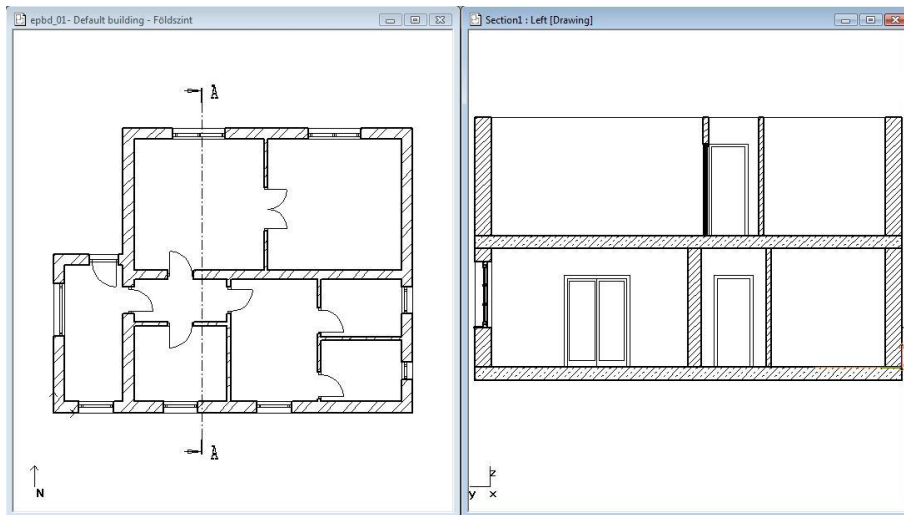 epbd_01- Default building - Földszint
A
A
N
Section1 : Left [Drawing]
z
y x